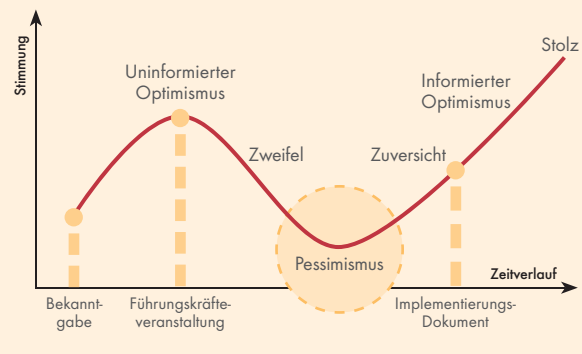 Stimmung
Stolz
Uninformierter
Optimismus
Informierter
Optimismus
Zweifel
Zuversicht
Pessimismus
Zeitverlauf
Bekannt-
gabe
Führungskräfte-
veranstaltung
Implementierungs-
Dokument